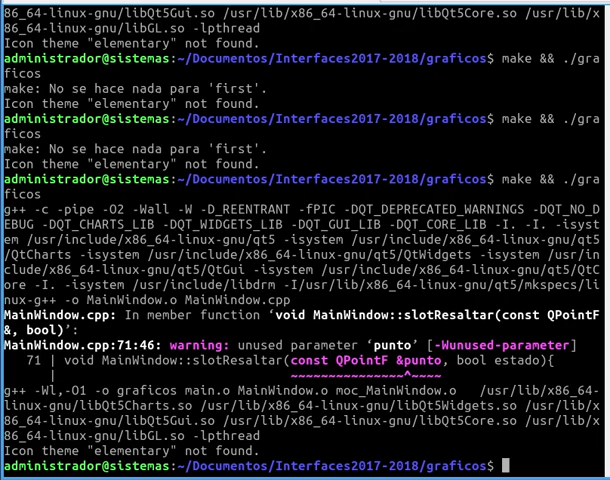 86_64-linux-gnu/libQt5Gui.so /usr/lib/x86_64-linux-gnu/libQt5Core.so /usr/lib/x
86_64-linux-gnu/libGL.so -lpthread
Icon theme "elementary" not found.
administrador@sistemas:~/Documentos/Interfaces2017-2018/graficos$ make && ./gra
ficos
make: No se hace nada para 'first'.
Icon theme "elementary" not found.
administrador@sistemas:~/Documentos/Interfaces2017-2018/graficos$ make && ./gra
ficos
make: No se hace nada para 'first'.
Icon theme "elementary" not found.
administrador@sistemas:~/Documentos/Interfaces2017-2018/graficos$ make && ./gra
ficos
g++ -c -pipe -O2 -Wall -W -D_REENTRANT -fPIC -DQT_DEPRECATED_WARNINGS -DQT_NO_D
EBUG -DQT_CHARTS_LIB -DQT_WIDGETS_LIB -DQT_GUI_LIB -DQT_CORE_LIB -I. -I. -isyst
em /usr/include/x86_64-linux-gnu/qt5 -isystem /usr/include/x86_64-linux-gnu/qt5
/QtCharts -isystem /usr/include/x86_64-linux-gnu/qt5/QtWidgets -isystem /usr/in
clude/x86_64-linux-gnu/qt5/QtGui -isystem /usr/include/x86_64-linux-gnu/qt5/QtC
ore -I. -isystem /usr/include/libdrm -I/usr/lib/x86_64-linux-gnu/qt5/mkspecs/li
nux-g++ -o MainWindow.o MainWindow.cpp
MainWindow.cpp: In member function ‘void MainWindow::slotResaltar(const QPointF
&, bool)’:
MainWindow.cpp:71:46: warning: unused parameter ‘punto’ [-Wunused-parameter]
71 | void MainWindow::slotResaltar(const QPointF &punto, bool estado){
| ~~~~~~~~~~~~~~~^~~~~
g++ -Wl,-O1 -o graficos main.o MainWindow.o moc_MainWindow.o /usr/lib/x86_64-
linux-gnu/libQt5Charts.so /usr/lib/x86_64-linux-gnu/libQt5Widgets.so /usr/lib/x
86_64-linux-gnu/libQt5Gui.so /usr/lib/x86_64-linux-gnu/libQt5Core.so /usr/lib/x
86_64-linux-gnu/libGL.so -lpthread
Icon theme "elementary" not found.
administrador@sistemas:~/Documentos/Interfaces2017-2018/graficos$